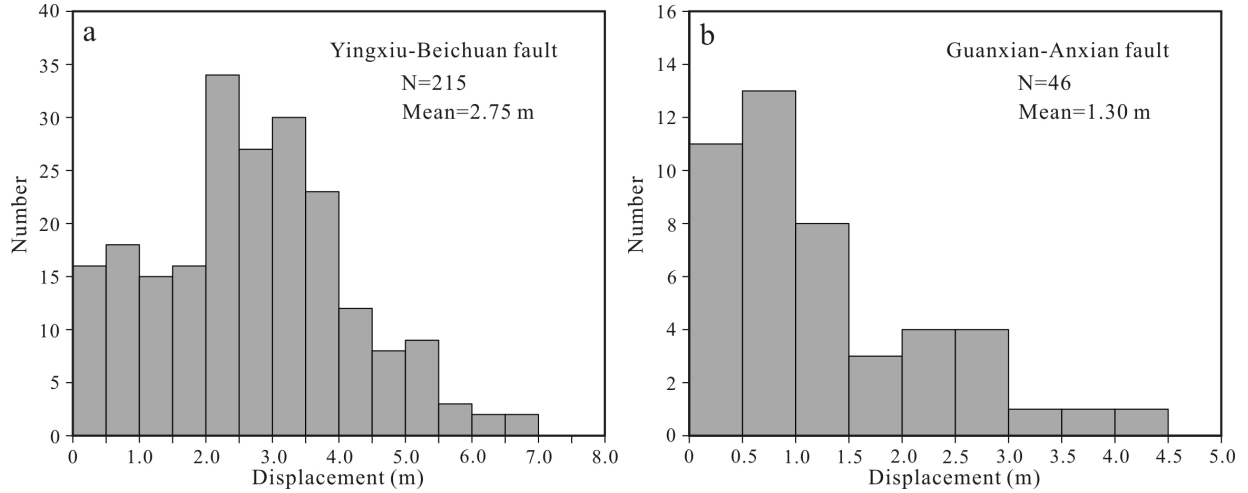 a
Yingxiu-Beichuan fault
N=215
Mean=2.75 m
Number
40
35
30
25
20
15
10
5
0
0 1.0 2.0 3.0 4.0 5.0 6.0 7.0 8.0
Displacement (m)
b
Guanxian-Anxian fault
N=46
Mean=1.30 m
Number
16
14
12
10
8
6
4
2
0
0 0.5 1.0 1.5 2.0 2.5 3.0 3.5 4.0 4.5 5.0
Displacement (m)